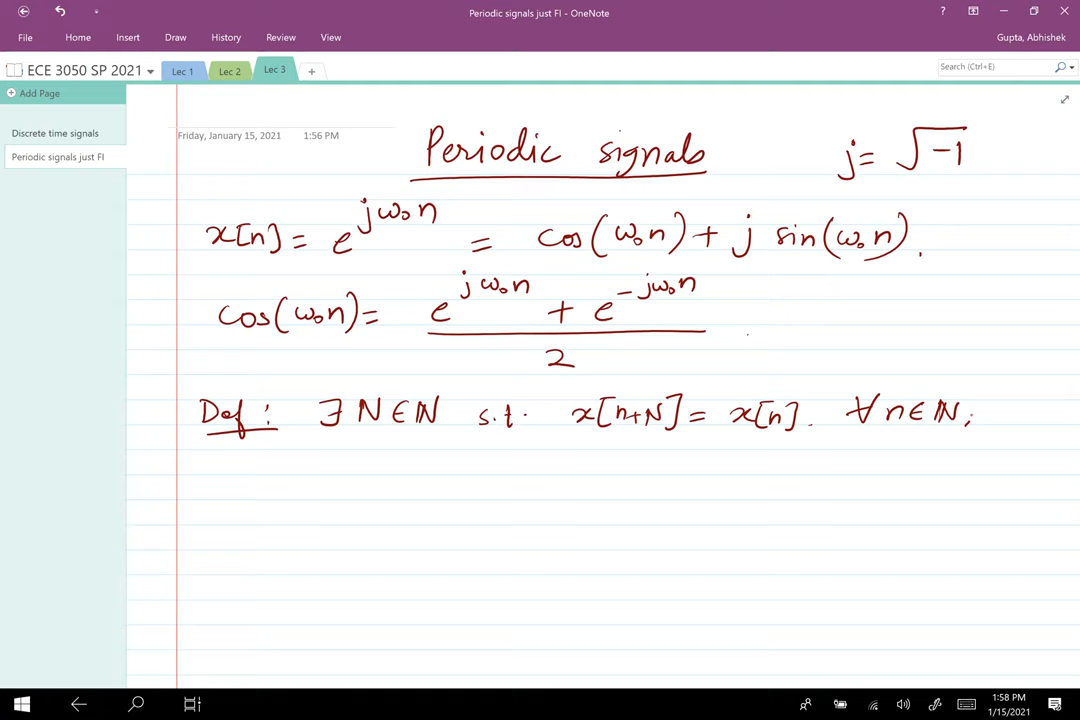 Periodic signals just FI - OneNote
?
File Home Insert Draw History Review View
Gupta, Abhishek
ECE 3050 SP 2021 Lec 1 Lec 2 Lec 3 +
Search (Ctrl+E)
Add Page
Discrete time signals
Periodic signals just FI
Friday, January 15, 2021 1:56 PM
Periodic signals
j = √-1
x[n] = e^{jω₀n} = cos(ω₀n) + j sin(ω₀n).
cos(ω₀n) = (e^{jω₀n} + e^{-jω₀n}) / 2
Def: ∃ N ∈ ℕ s.t. x[n+N] = x[n]. ∀ n ∈ ℕ.
1:58 PM
1/15/2021